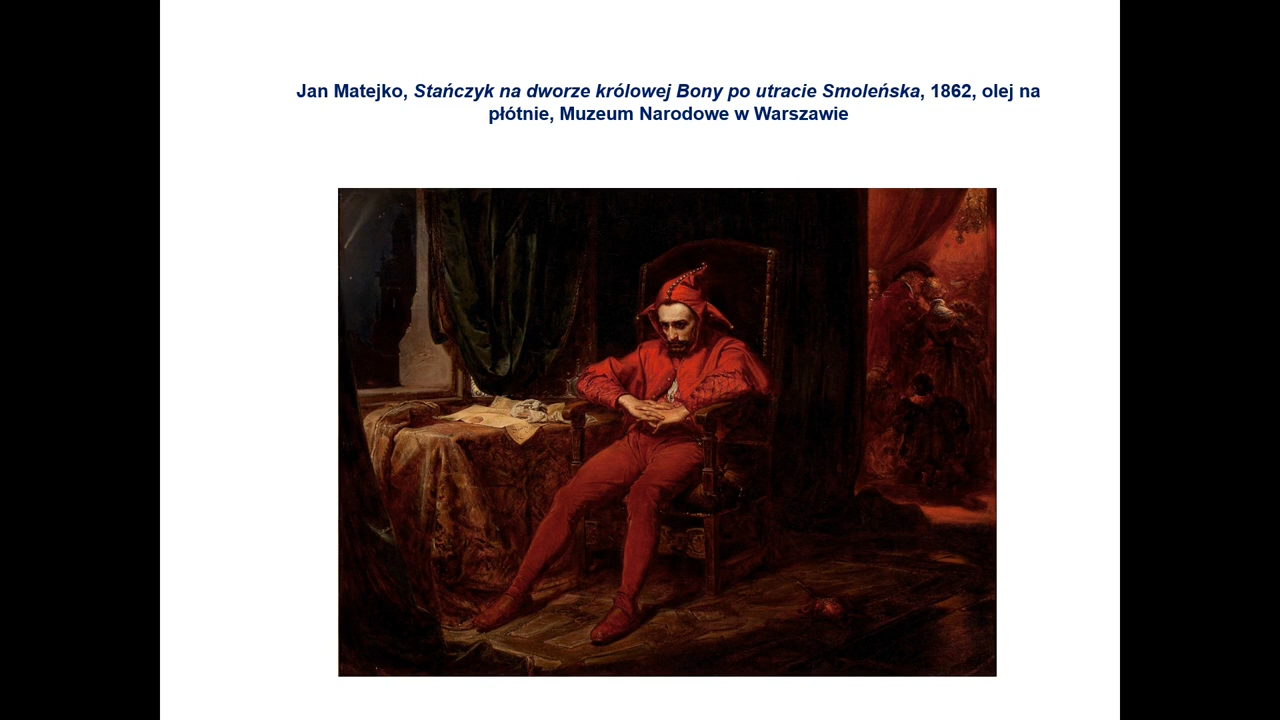 Jan Matejko, Stańczyk na dworze królowej Bony po utracie Smoleńska, 1862, olej na
płótnie, Muzeum Narodowe w Warszawie